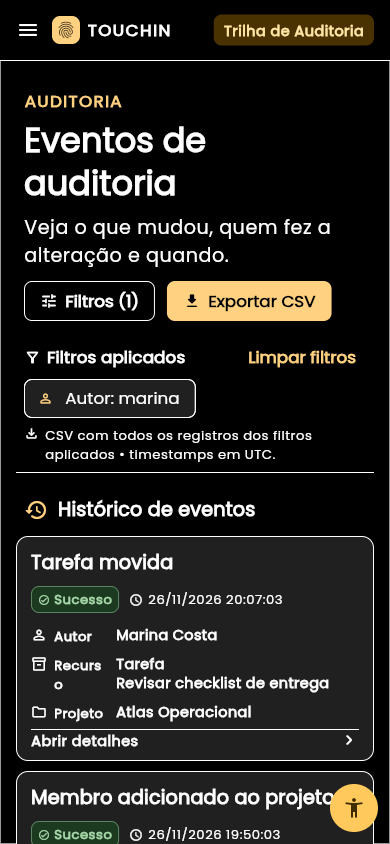 TOUCHIN
Trilha de Auditoria
AUDITORIA
Eventos de
auditoria
Veja o que mudou, quem fez a
alteração e quando.
Filtros (1)
Exportar CSV
Filtros aplicados
Limpar filtros
Autor: marina
CSV com todos os registros dos filtros
aplicados • timestamps em UTC.
Histórico de eventos
Tarefa movida
Sucesso
26/11/2026 20:07:03
Autor
Marina Costa
Recurs
o
Tarefa
Revisar checklist de entrega
Projeto
Atlas Operacional
Abrir detalhes
Membro adicionado ao projeto
Sucesso
26/11/2026 19:50:03